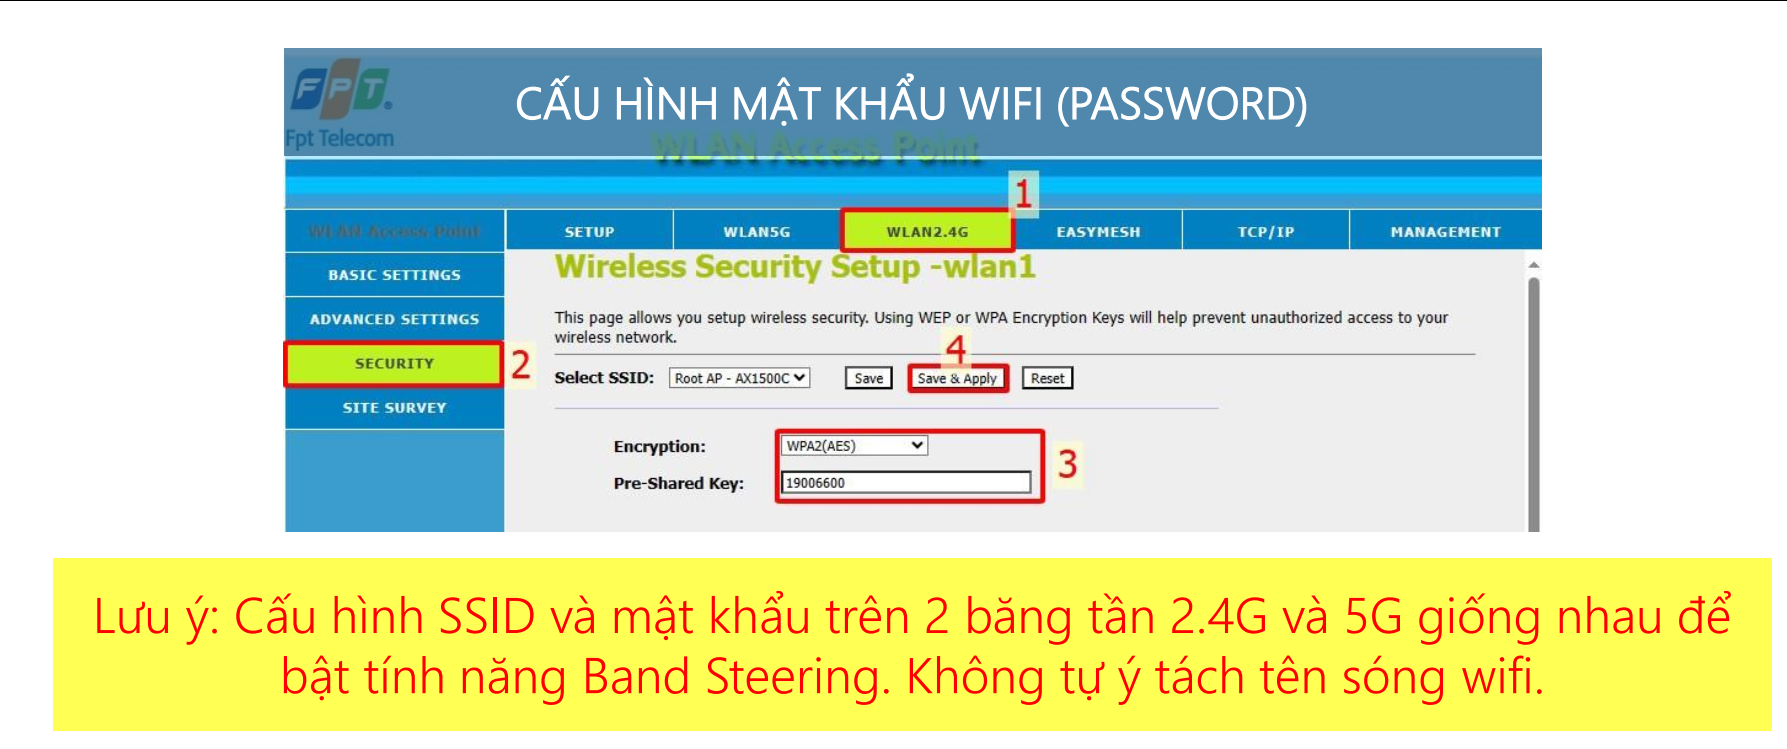 FPT.
Fpt Telecom
CẤU HÌNH MẬT KHẨU WIFI (PASSWORD)
WLAN Access Point
1
WLAN Access Point
SETUP
WLAN5G
WLAN2.4G
EASYMESH
TCP/IP
MANAGEMENT
BASIC SETTINGS
ADVANCED SETTINGS
SECURITY
2
SITE SURVEY
Wireless Security Setup -wlan1
This page allows you setup wireless security. Using WEP or WPA Encryption Keys will help prevent unauthorized access to your
wireless network.
4
Select SSID: Root AP - AX1500C Save Save & Apply Reset
Encryption: WPA2(AES)
3
Pre-Shared Key: 19006600
Lưu ý: Cấu hình SSID và mật khẩu trên 2 băng tần 2.4G và 5G giống nhau để
bật tính năng Band Steering. Không tự ý tách tên sóng wifi.